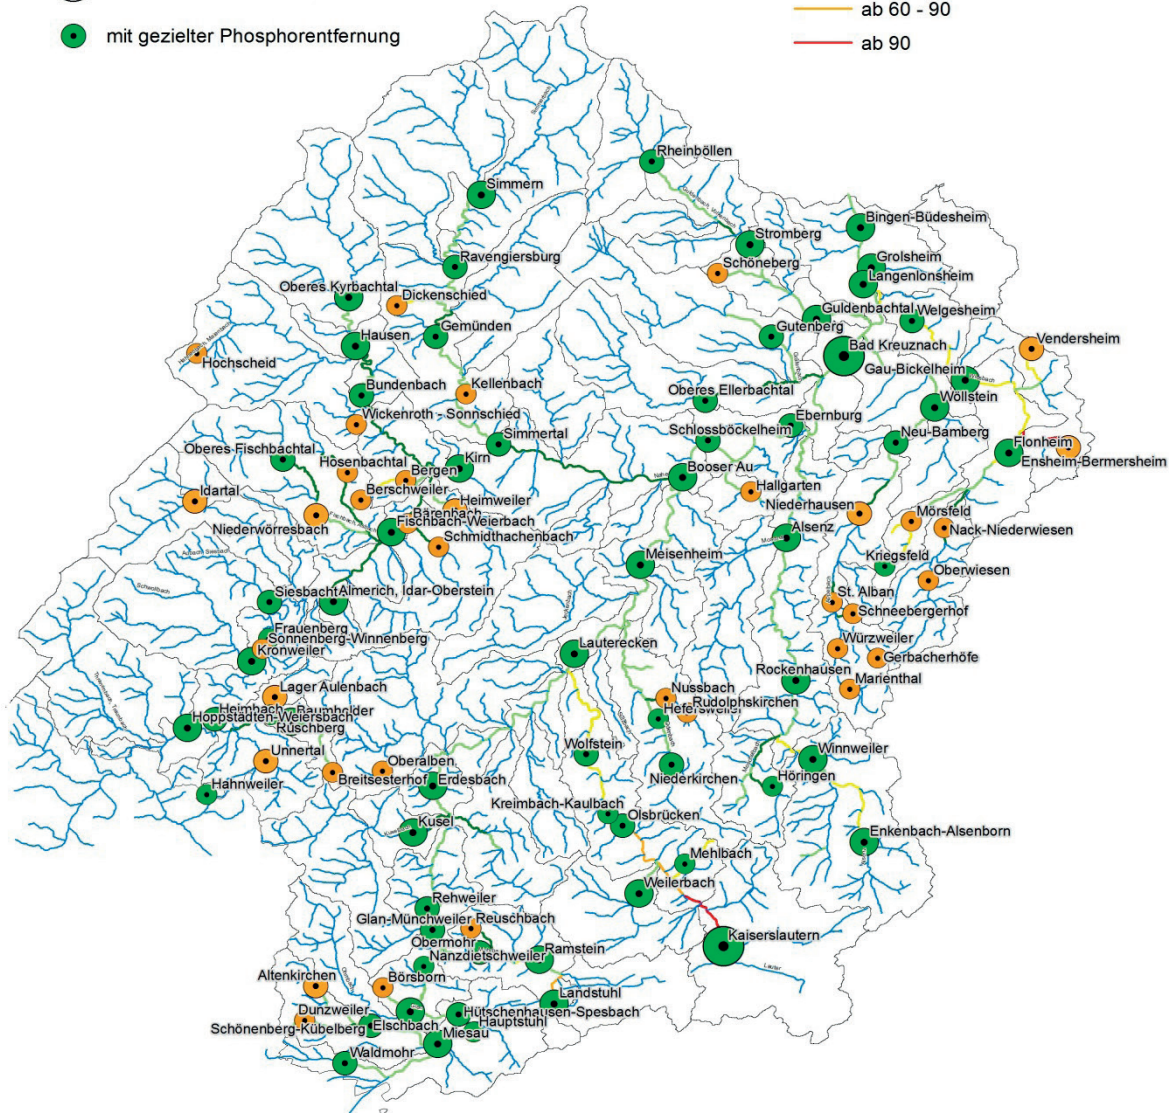 ab 60 - 90
mit gezielter Phosphorentfernung
ab 90
Rheinböllen
Simmern
Bingen-Büdesheim
Stromberg
Grolsheim
Ravengiersburg
Schöneberg
Langenlonsheim
Oberes Kyrbachtal
Dickenschied
Guldenbachtal
Welgesheim
Gemünden
Gutenberg
Hausen
Bad Kreuznach
Vendersheim
Hochscheid
Gau-Bickelheim
Bundenbach
Kellenbach
Oberes Ellerbachtal
Wöllstein
Wickenroth - Sonnschied
Ebernburg
Schlossböckelheim
Simmertal
Neu-Bamberg
Flonheim
Oberes Fischbachtal
Kirn
Ensheim-Bermersheim
Hosenbachtal
Bergen
Booser Au
Nahe
Idartal
Berschweiler
Hallgarten
Heimweiler
Niederhausen
Bärenbach
Mörsfeld
Niederwörresbach
Fischbach-Weierbach
Nack-Niederwiesen
Alsenz
Schmidthachenbach
Meisenheim
Kriegsfeld
Oberwiesen
Siesbachtal
Almerich, Idar-Oberstein
St. Alban
Schneebergerhof
Frauenberg
Sonnenberg-Winnenberg
Kronweiler
Lauterecken
Würzweiler
Gerbacherhöfe
Rockenhausen
Marienthal
Lager Aulenbach
Nussbach
Rudolphskirchen
Heimbach
Baumholder
Hefersweiler
Hoppstädten-Weiersbach
Ruschberg
Wolfstein
Winnweiler
Unnertal
Oberalben
Breitsesterhof
Erdesbach
Niederkirchen
Höringen
Hahnweiler
Kreimbach-Kaulbach
Olsbrücken
Kusel
Enkenbach-Alsenborn
Mehlbach
Weilerbach
Rehweiler
Glan-Münchweiler
Reuschbach
Kaiserslautern
Obermohr
Ramstein
Nanzdietschweiler
Lauter
Altenkirchen
Börsborn
Landstuhl
Dunzweiler
Hütschenhausen-Spesbach
Schönenberg-Kübelberg
Elschbach
Hauptstuhl
Miesau
Waldmohr